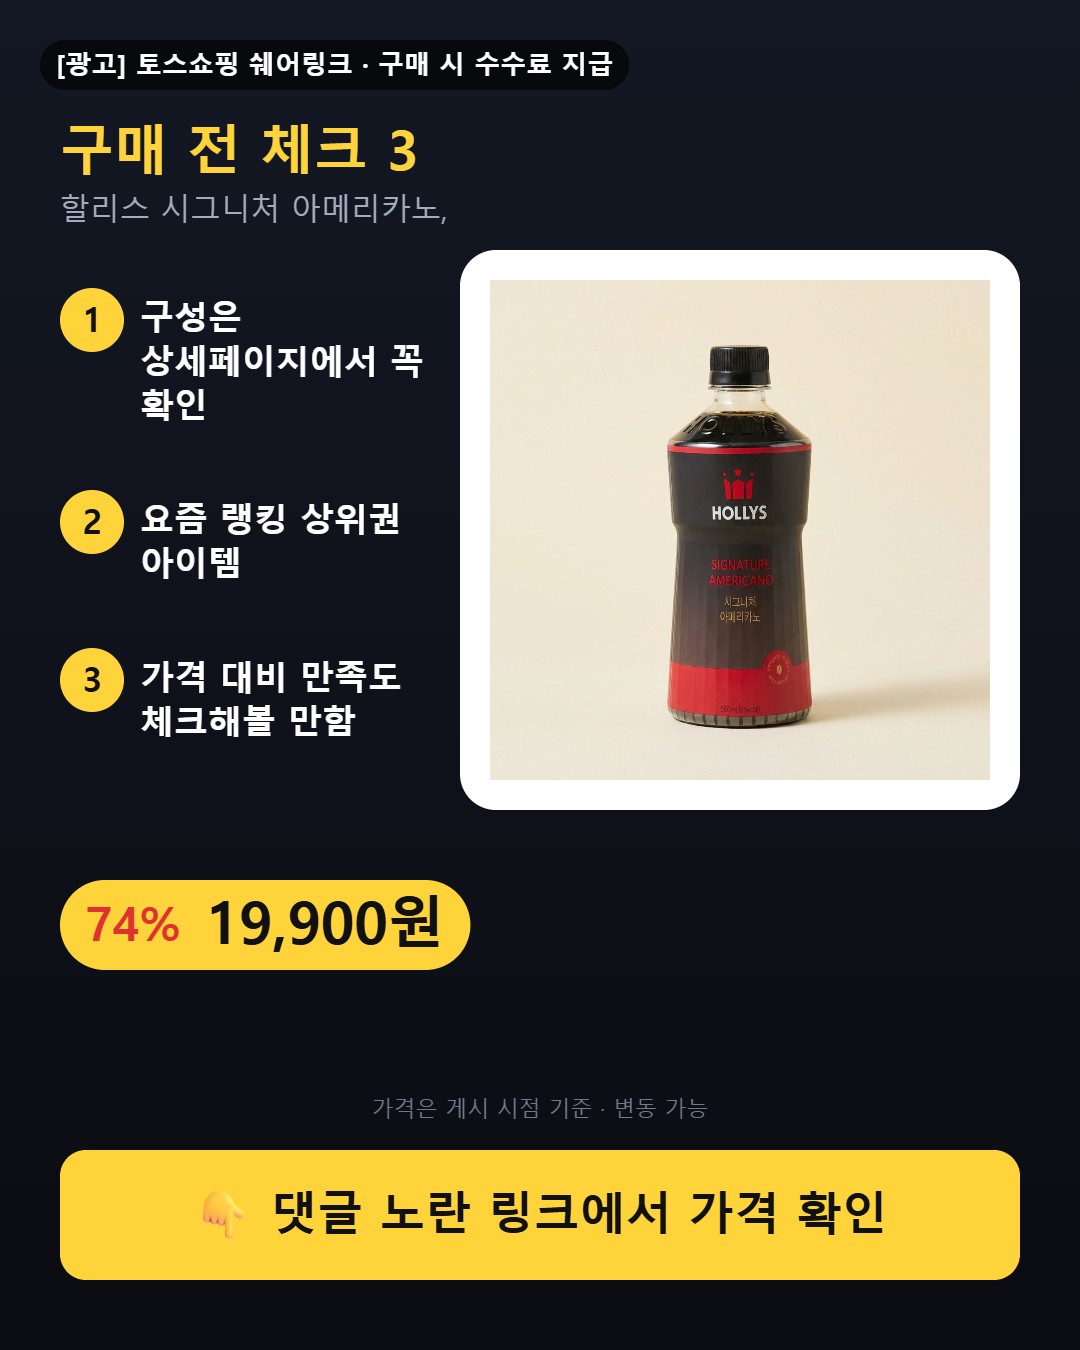 [광고] 토스쇼핑 쉐어링크 · 구매 시 수수료 지급
구매 전 체크 3
할리스 시그니처 아메리카노,
1
구성은
상세페이지에서 꼭
확인
2
요즘 랭킹 상위권
아이템
3
가격 대비 만족도
체크해볼 만함
HOLLYS
SIGNATURE
AMERICANO
시그니처
아메리카노
74% 19,900원
가격은 게시 시점 기준 · 변동 가능
댓글 노란 링크에서 가격 확인